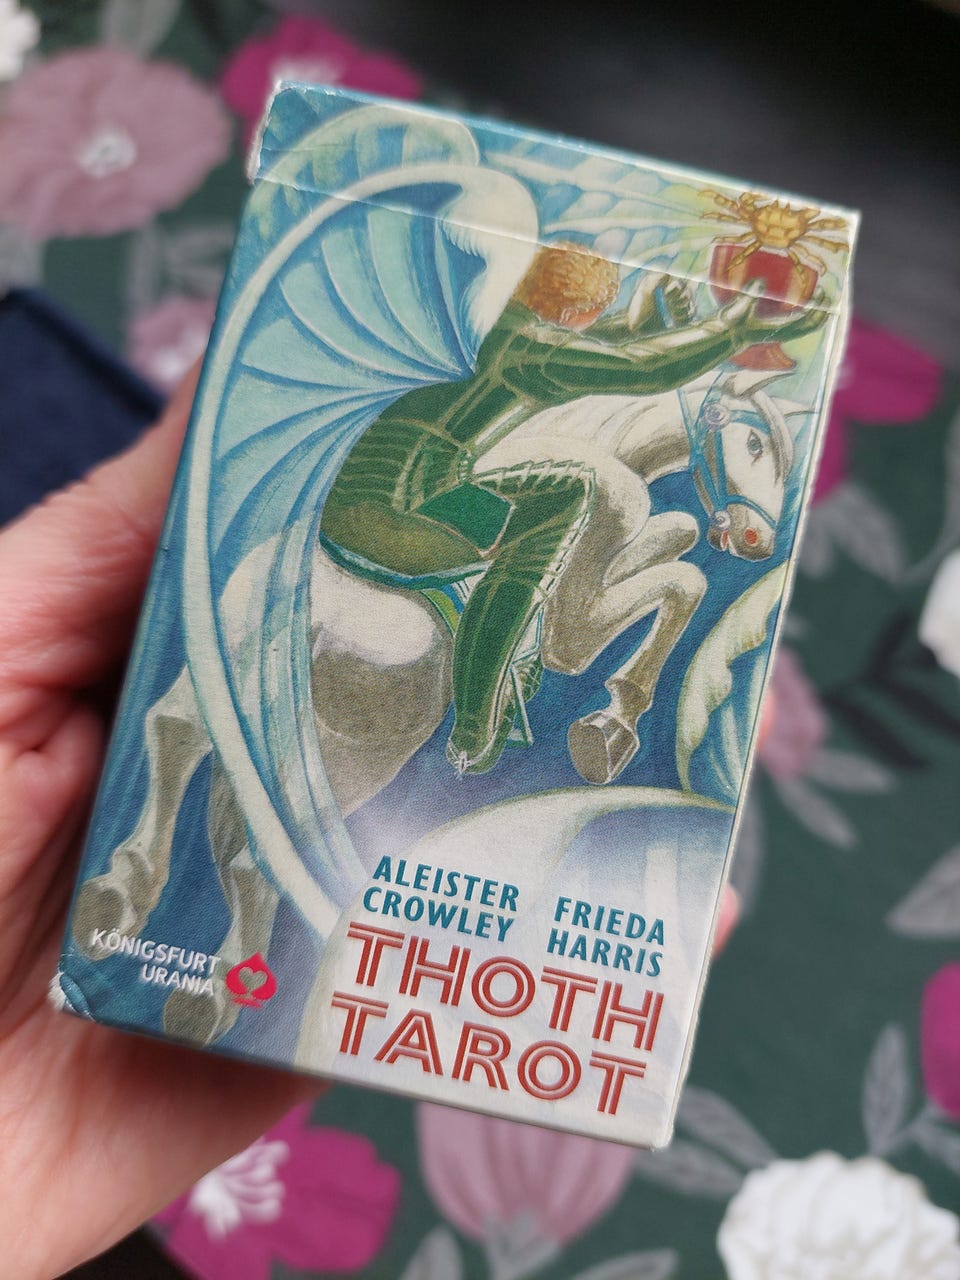 ALEISTER
CROWLEY
FRIEDA
HARRIS
THOTH
TAROT
KÖNIGSFURT
URANIA